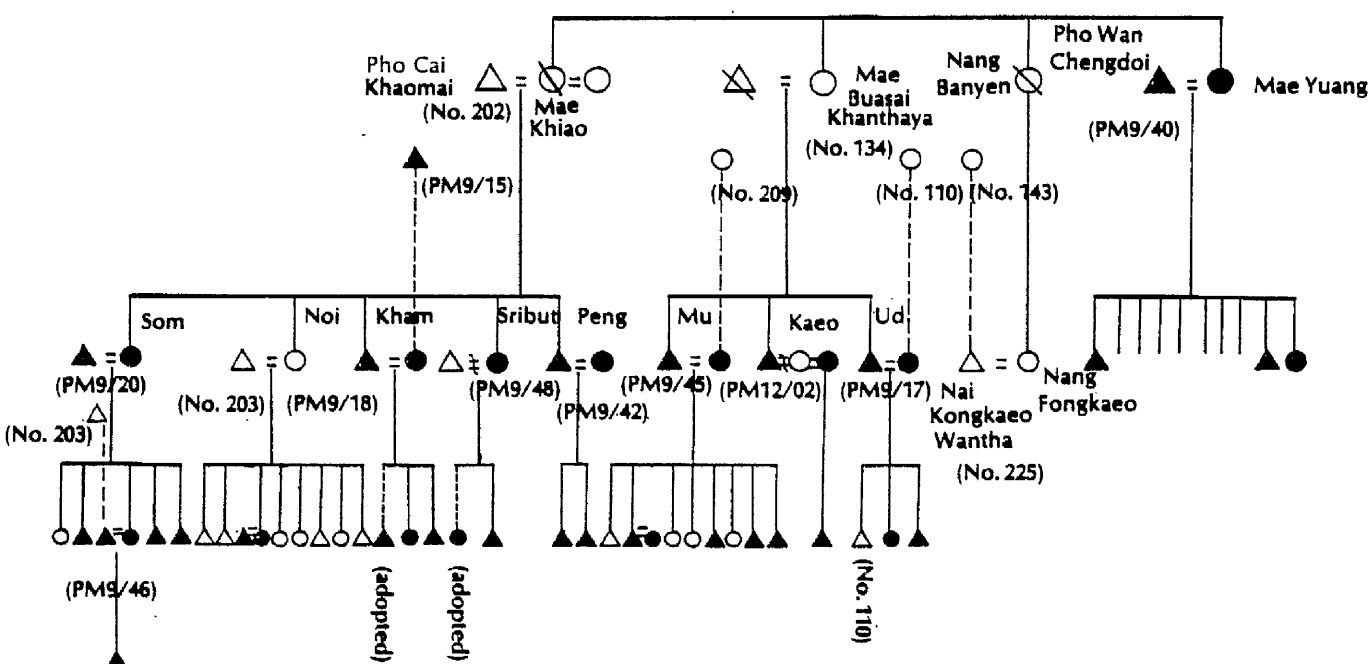 Pho Cai
Khaomai
(No. 202)
Mae
Khiao
Mae
Buasai
Khanthaya
(No. 134)
Nang
Banyen
Pho Wan
Chengdoi
(PM9/40)
Mae Yuang
(PM9/15)
(No. 209)
(No. 110)
(No. 143)
Som
Noi
Kham
Sribut
Peng
Mu
Kaeo
Ud
(PM9/20)
(No. 203)
(PM9/18)
(PM9/48)
(PM9/42)
(PM9/45)
(PM12/02)
(PM9/17)
Nai
Kongkaeo
Wantha
(No. 225)
Nang
Fongkaeo
(No. 203)
(PM9/46)
(adopted)
(adopted)
(No. 110)